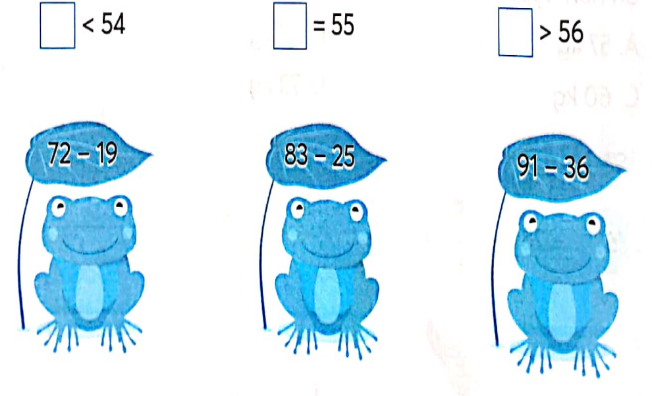 ☐ < 54
☐ = 55
☐ > 56
72 – 19
83 – 25
91 – 36